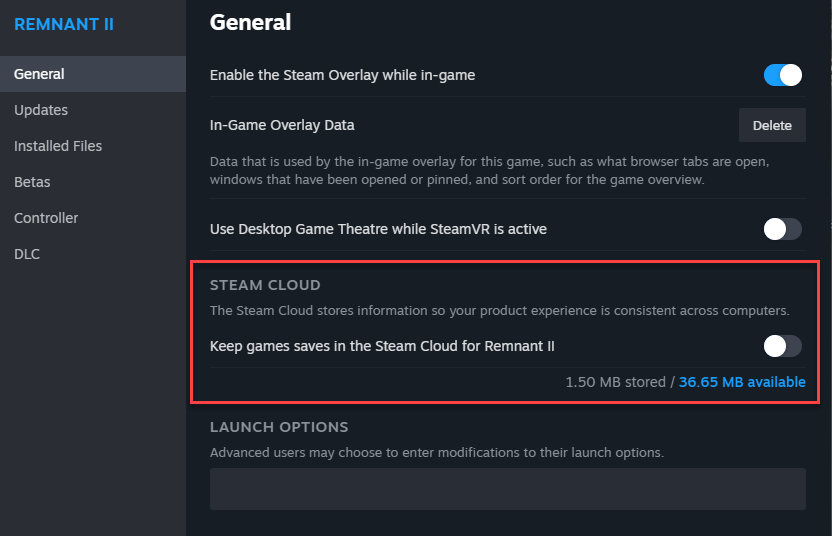 REMNANT II
General
Updates
Installed Files
Betas
Controller
DLC
General
Enable the Steam Overlay while in-game
In-Game Overlay Data
Delete
Data that is used by the in-game overlay for this game, such as what browser tabs are open,
windows that have been opened or pinned, and sort order for the game overview.
Use Desktop Game Theatre while SteamVR is active
STEAM CLOUD
The Steam Cloud stores information so your product experience is consistent across computers.
Keep games saves in the Steam Cloud for Remnant II
1.50 MB stored / 36.65 MB available
LAUNCH OPTIONS
Advanced users may choose to enter modifications to their launch options.